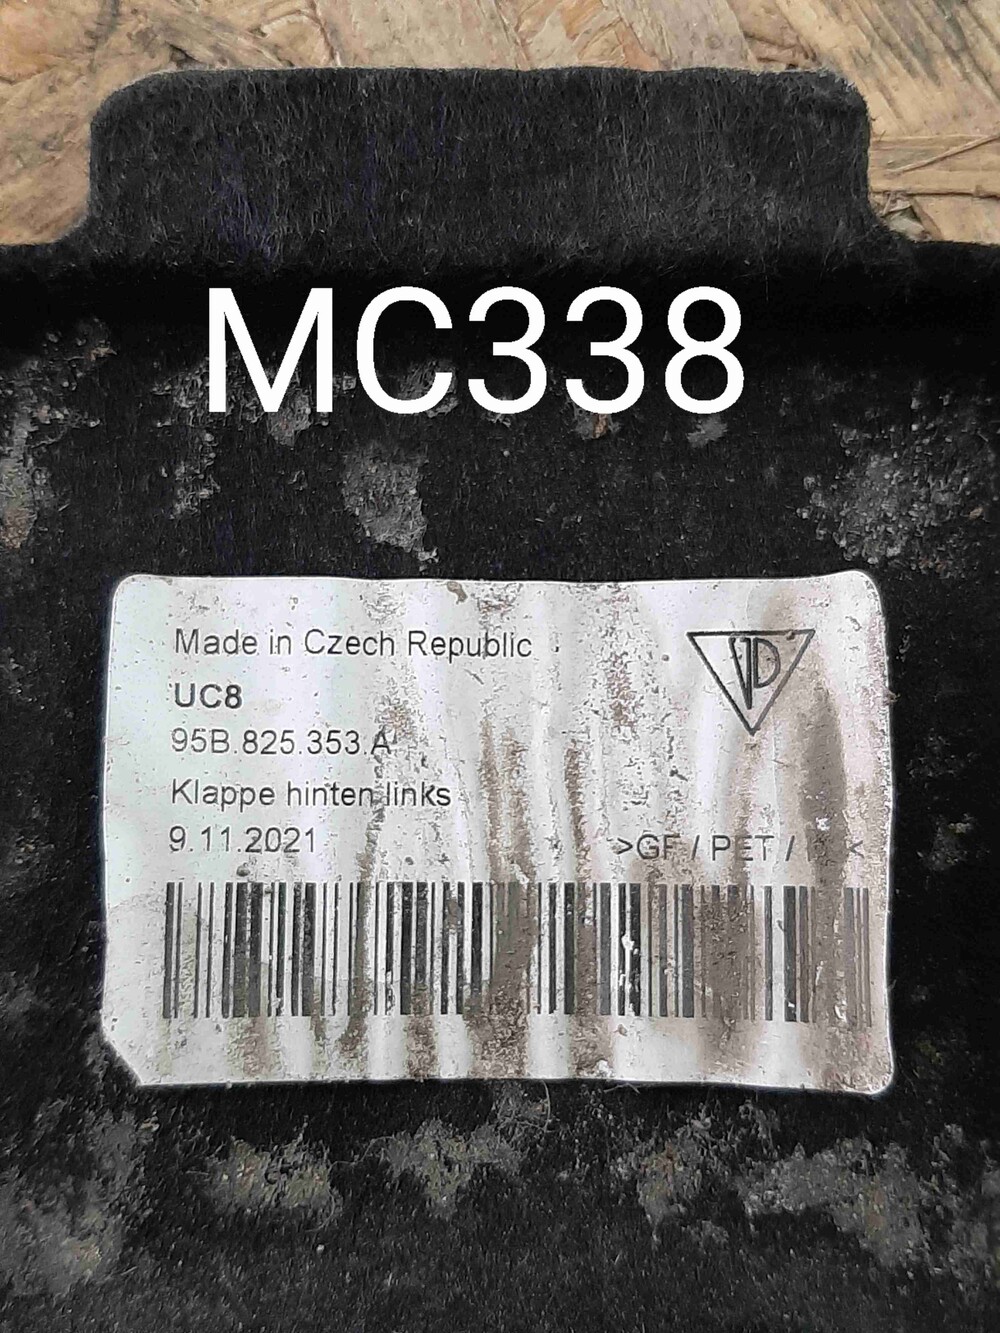 MC338
Made in Czech Republic
UC8
95B.825.353.A
Klappe hinten links
9.11.2021
>GF / PET / <